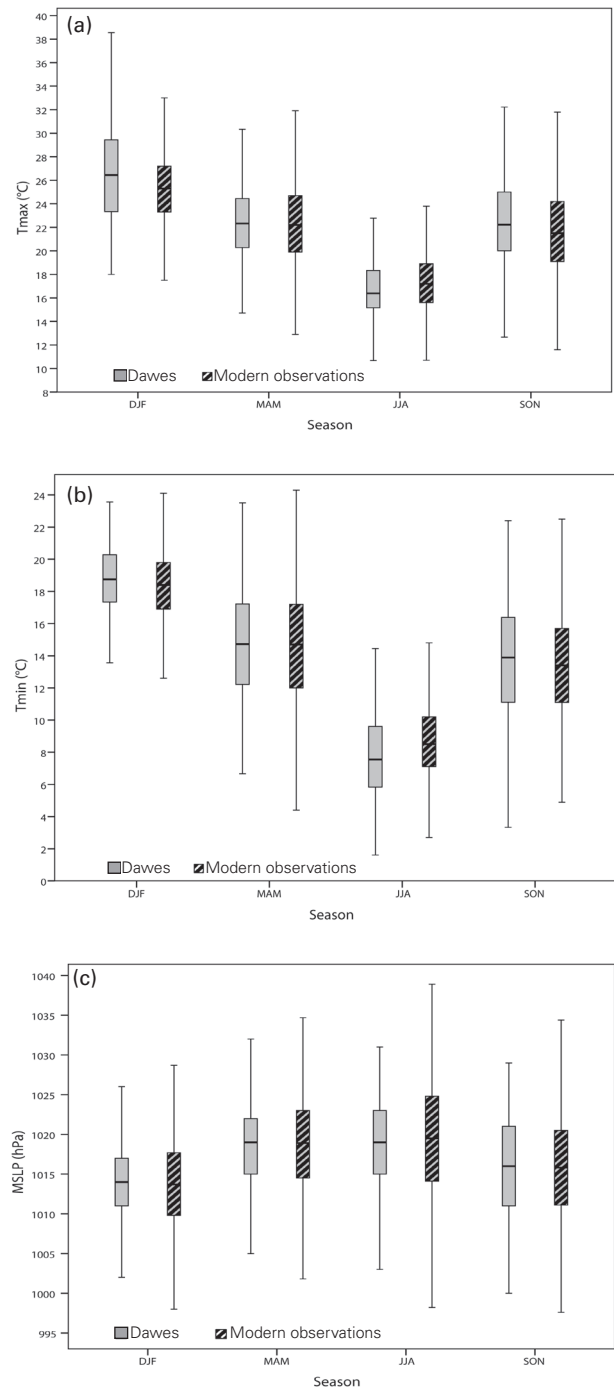 (a)
40
38
36
34
32
30
28
26
24
22
20
18
16
14
12
10
8
Tmax (°C)
Dawes Modern observations
DJF MAM JJA SON
Season
(b)
24
22
20
18
16
14
12
10
8
6
4
2
0
Tmin (°C)
Dawes Modern observations
DJF MAM JJA SON
Season
(c)
1040
1035
1030
1025
1020
1015
1010
1005
1000
995
MSLP (hPa)
Dawes Modern observations
DJF MAM JJA SON
Season